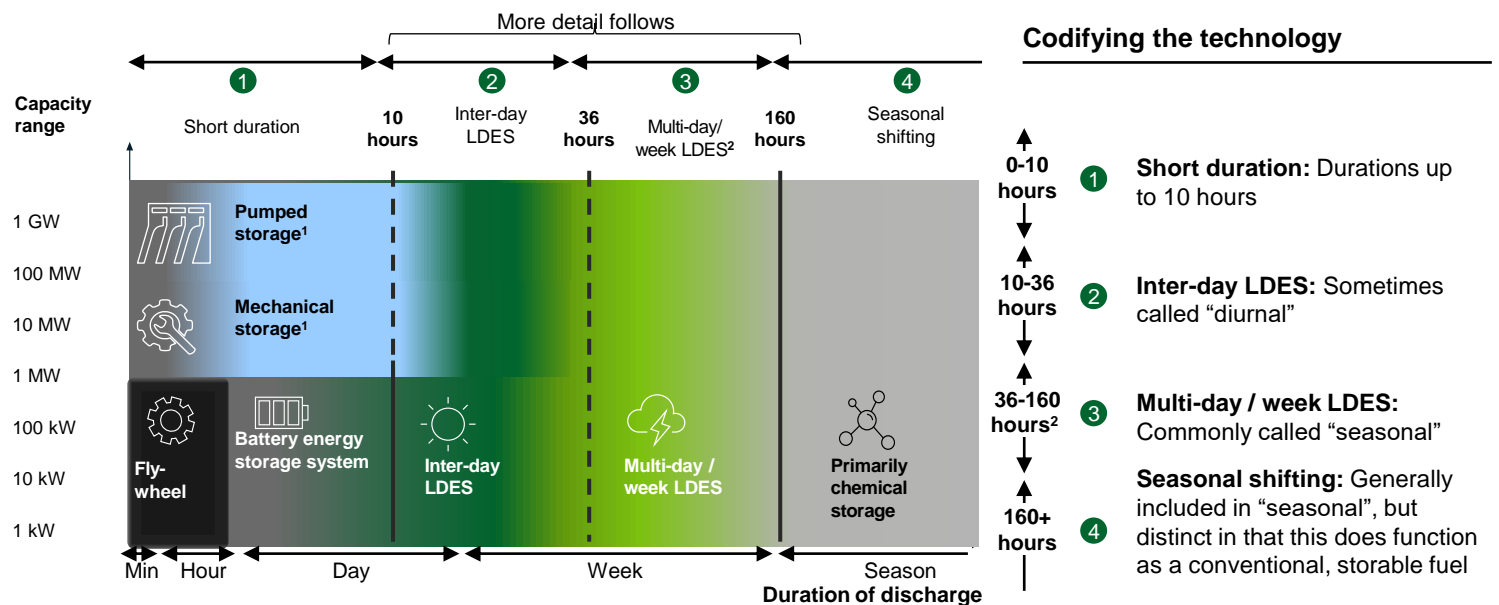 More detail follows
Codifying the technology
1
2
3
4
Capacity
range
Short duration
10
hours
Inter-day
LDES
36
hours
Multi-day/
week LDES²
160
hours
Seasonal
shifting
1 GW
100 MW
10 MW
1 MW
100 kW
10 kW
1 kW
Pumped
storage¹
Mechanical
storage¹
Fly-
wheel
Battery energy
storage system
Inter-day
LDES
Multi-day /
week LDES
Primarily
chemical
storage
Min
Hour
Day
Week
Season
Duration of discharge
0-10
hours
1
Short duration: Durations up
to 10 hours
10-36
hours
2
Inter-day LDES: Sometimes
called “diurnal”
36-160
hours²
3
Multi-day / week LDES:
Commonly called “seasonal”
160+
hours
4
Seasonal shifting: Generally
included in “seasonal”, but
distinct in that this does function
as a conventional, storable fuel